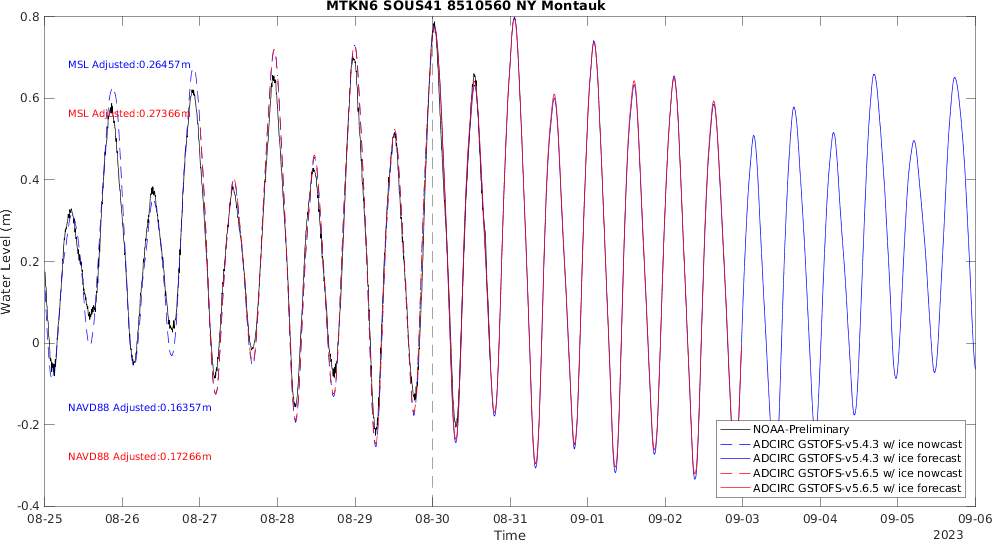 MTKN6 SOUS41 8510560 NY Montauk
0.8
0.6
0.4
0.2
0
-0.2
-0.4
Water Level (m)
MSL Adjusted:0.26457m
MSL Adjusted:0.27366m
NAVD88 Adjusted:0.16357m
NAVD88 Adjusted:0.17266m
NOAA-Preliminary
ADCIRC GSTOFS-v5.4.3 w/ ice nowcast
ADCIRC GSTOFS-v5.4.3 w/ ice forecast
ADCIRC GSTOFS-v5.6.5 w/ ice nowcast
ADCIRC GSTOFS-v5.6.5 w/ ice forecast
08-25 08-26 08-27 08-28 08-29 08-30 08-31 09-01 09-02 09-03 09-04 09-05 09-06
Time
2023